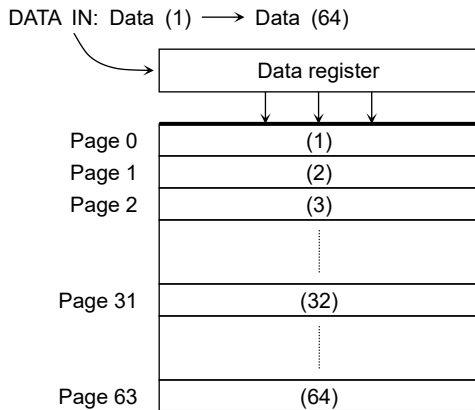 DATA IN: Data (1) → Data (64)
Data register
Page 0 (1)
Page 1 (2)
Page 2 (3)
Page 31 (32)
Page 63 (64)